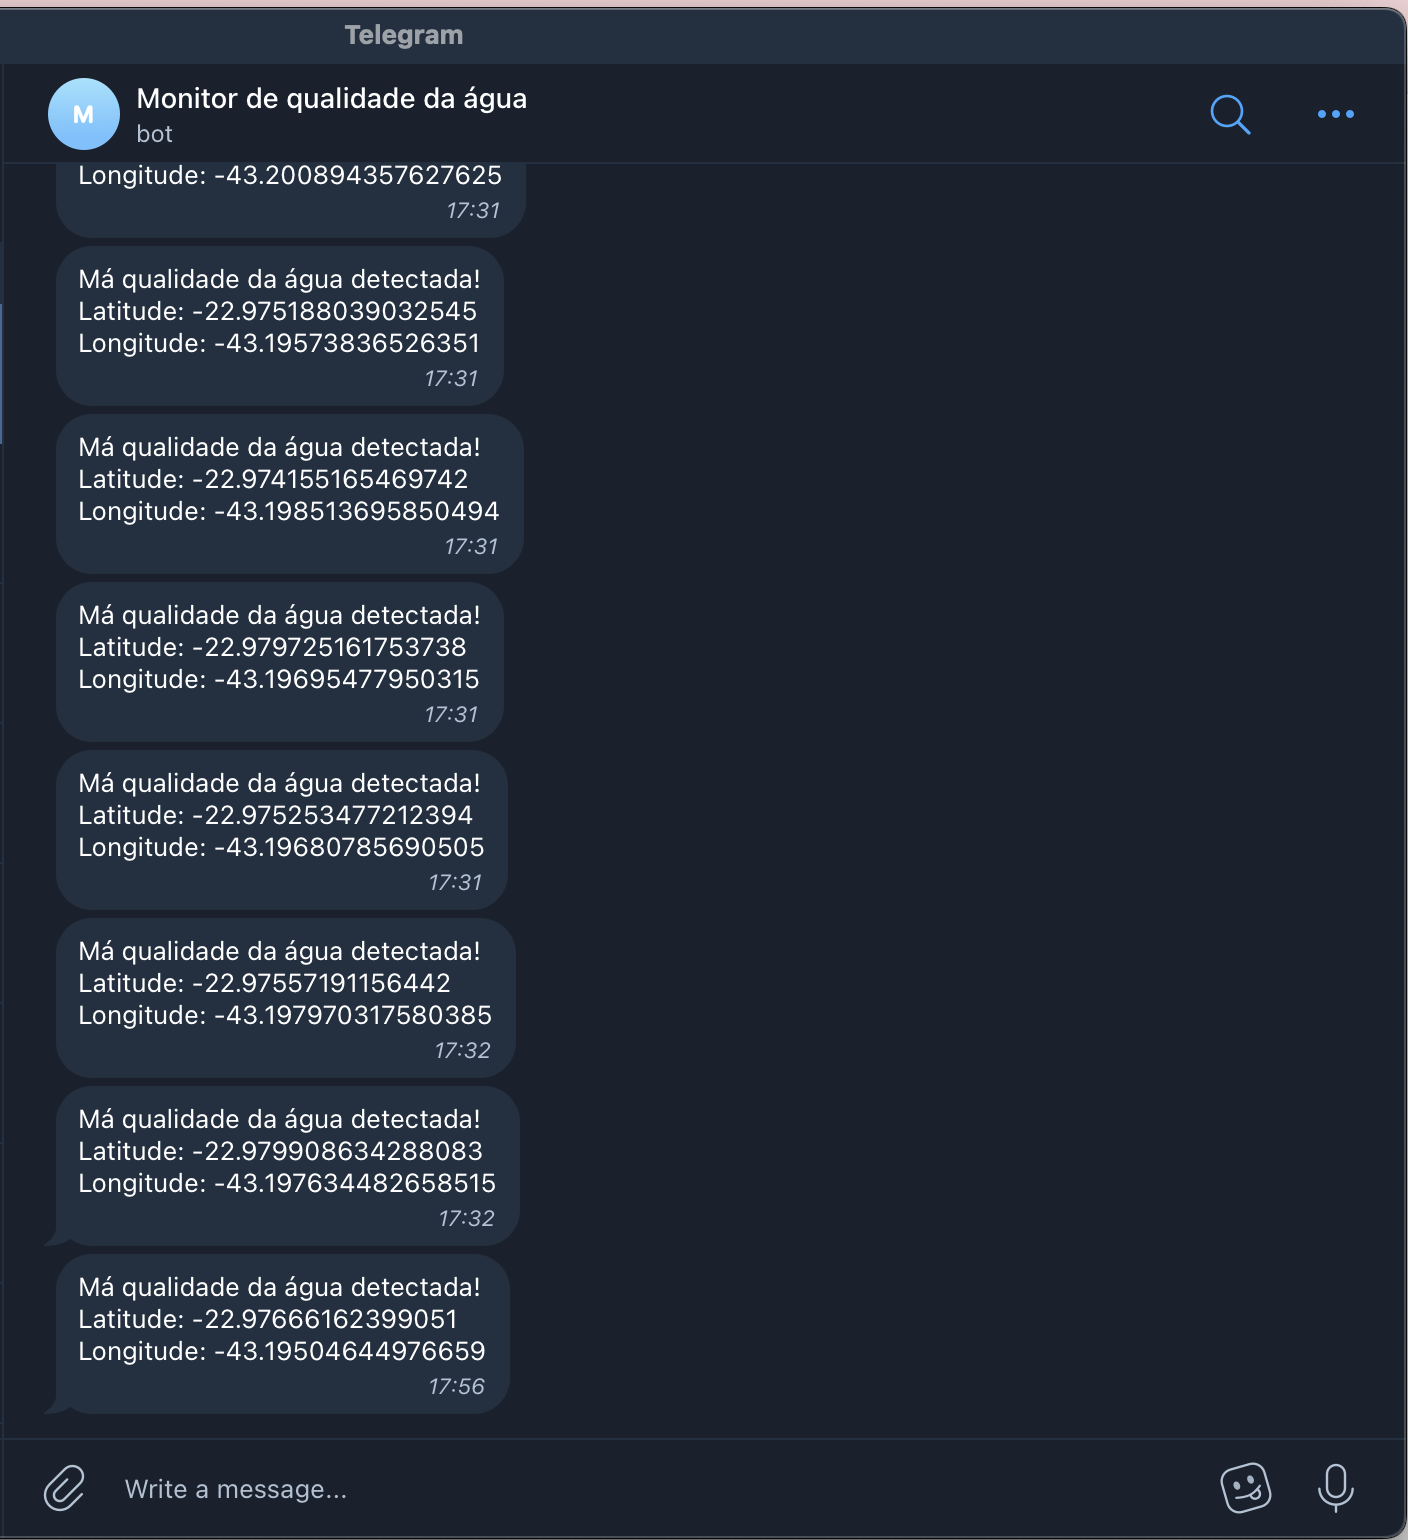 Telegram
M
Monitor de qualidade da água
bot
Longitude: -43.200894357627625
17:31
Má qualidade da água detectada!
Latitude: -22.975188039032545
Longitude: -43.19573836526351
17:31
Má qualidade da água detectada!
Latitude: -22.974155165469742
Longitude: -43.198513695850494
17:31
Má qualidade da água detectada!
Latitude: -22.979725161753738
Longitude: -43.19695477950315
17:31
Má qualidade da água detectada!
Latitude: -22.975253477212394
Longitude: -43.19680785690505
17:31
Má qualidade da água detectada!
Latitude: -22.97557191156442
Longitude: -43.197970317580385
17:32
Má qualidade da água detectada!
Latitude: -22.979908634288083
Longitude: -43.197634482658515
17:32
Má qualidade da água detectada!
Latitude: -22.97666162399051
Longitude: -43.19504644976659
17:56
Write a message...